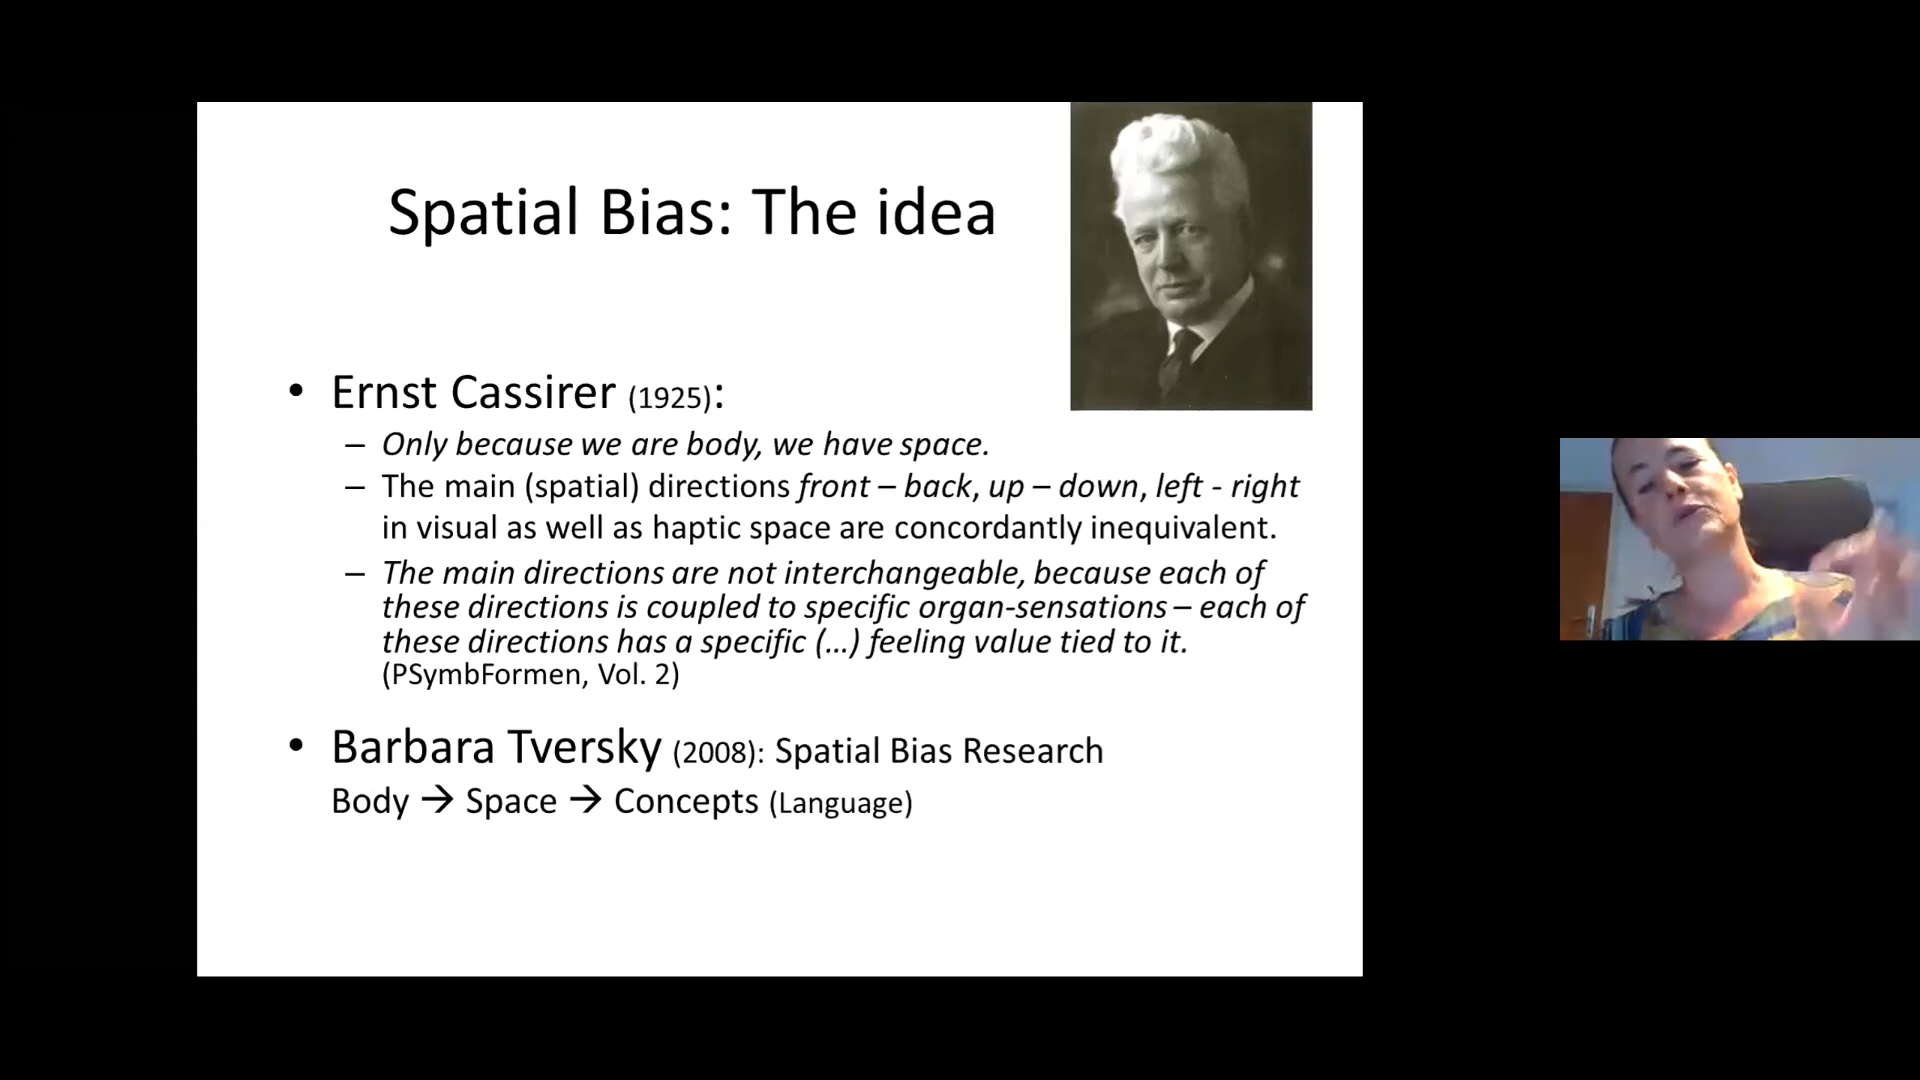 Spatial Bias: The idea
• Ernst Cassirer (1925):
– Only because we are body, we have space.
– The main (spatial) directions front – back, up – down, left - right
in visual as well as haptic space are concordantly inequivalent.
– The main directions are not interchangeable, because each of
these directions is coupled to specific organ-sensations – each of
these directions has a specific (...) feeling value tied to it.
(PSymbFormen, Vol. 2)
• Barbara Tversky (2008): Spatial Bias Research
Body → Space → Concepts (Language)